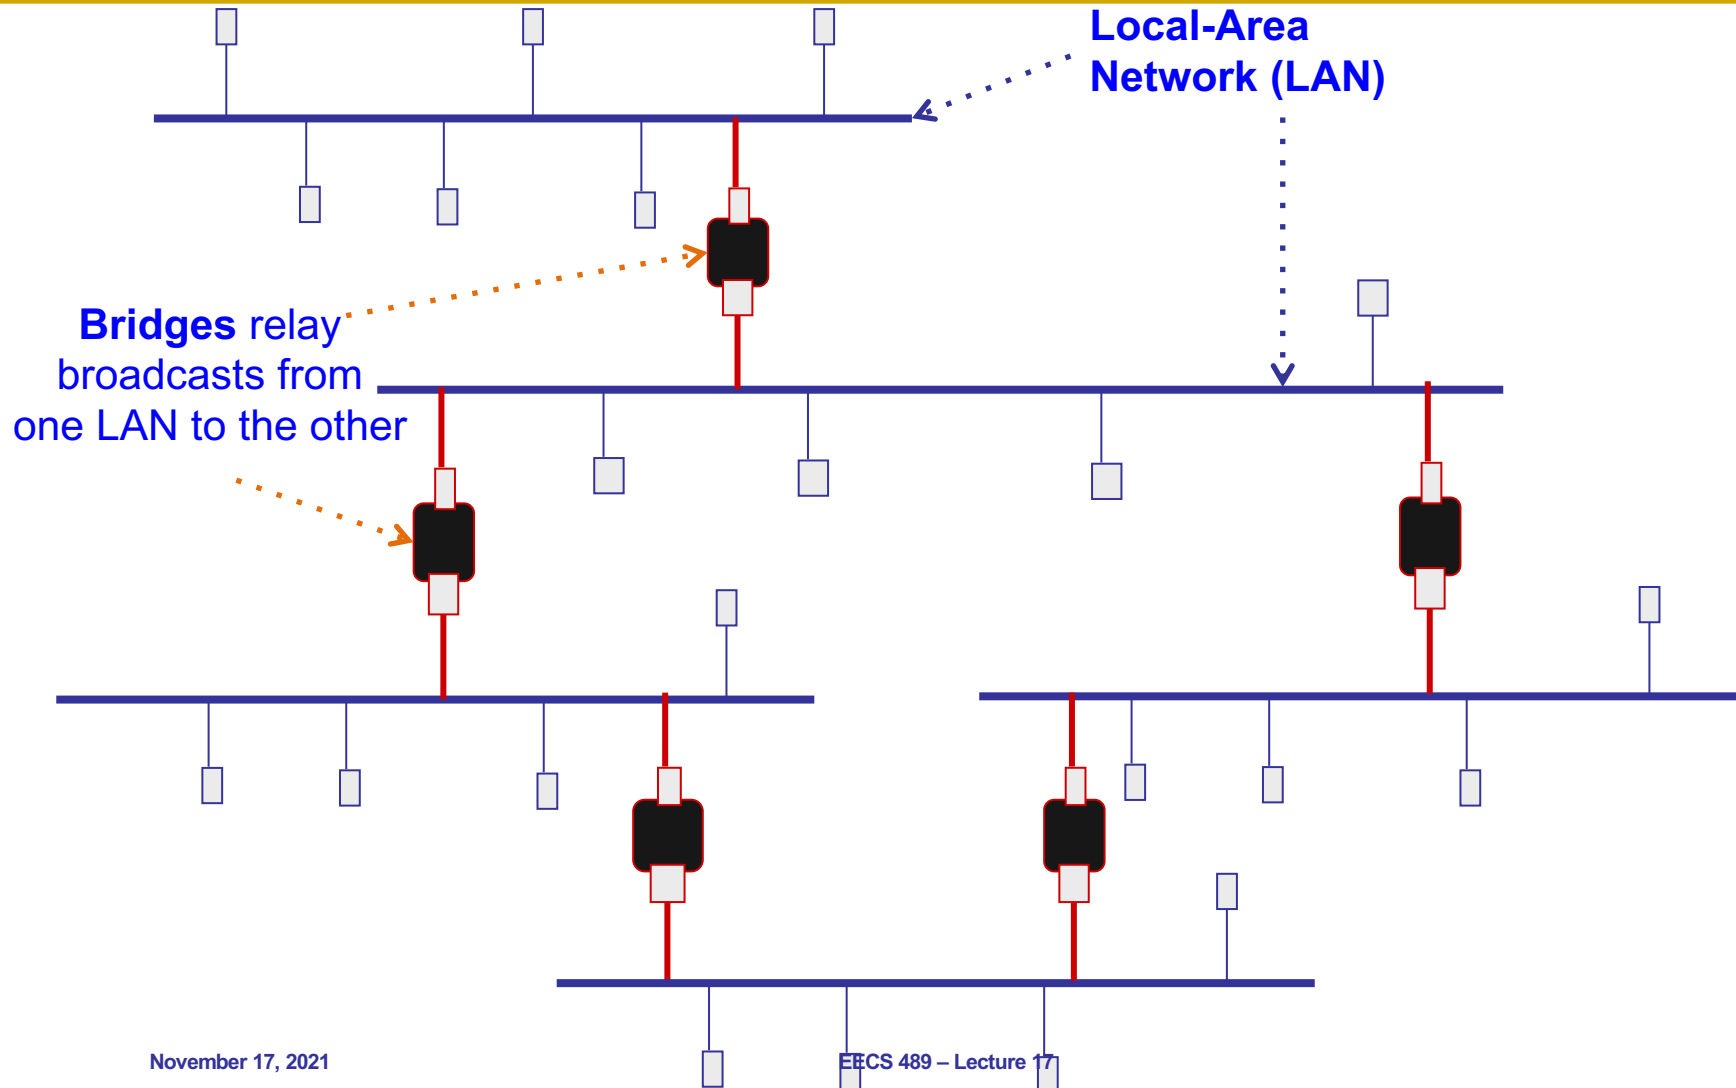 Local-Area
Network (LAN)
Bridges relay
broadcasts from
one LAN to the other
November 17, 2021
EECS 489 – Lecture 17